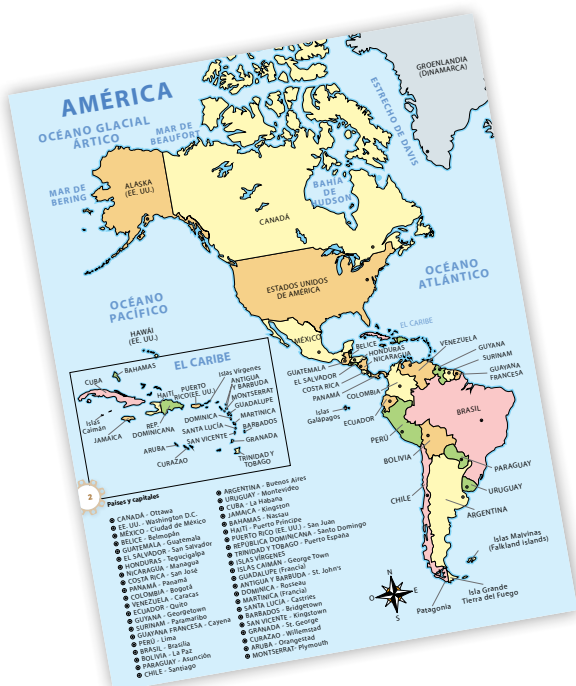 AMÉRICA
OCÉANO GLACIAL
ÁRTICO
MAR DE
BEAUFORT
ESTRECHO DE DAVIS
GROENLANDIA
(DINAMARCA)
MAR DE
BERING
ALASKA
(EE. UU.)
BAHÍA
DE
HUDSON
CANADÁ
OCÉANO
PACÍFICO
ESTADOS UNIDOS
DE AMÉRICA
OCÉANO
ATLÁNTICO
HAWÁI
(EE. UU.)
MÉXICO
EL CARIBE
BELICE
HONDURAS
NICARAGUA
GUATEMALA
EL SALVADOR
COSTA RICA
PANAMÁ
COLOMBIA
VENEZUELA
GUYANA
SURINAM
GUAYANA
FRANCESA
Islas
Galápagos
ECUADOR
PERÚ
BRASIL
BOLIVIA
PARAGUAY
URUGUAY
CHILE
ARGENTINA
Islas Malvinas
(Falkland Islands)
Isla Grande
Tierra del Fuego
Patagonia
N
E
S
O
EL CARIBE
CUBA
BAHAMAS
HAITÍ
PUERTO
RICO(EE. UU.)
Islas Vírgenes
ANTIGUA
Y BARBUDA
MONTSERRAT
GUADALUPE
Islas
Caimán
JAMAICA
REP.
DOMINICANA
DOMINICA
MARTINICA
SANTA LUCÍA
BARBADOS
SAN VICENTE
GRANADA
ARUBA
CURAZAO
TRINIDAD Y
TOBAGO
2
Países y capitales
CANADÁ - Ottawa
EE. UU. - Washington D.C.
MÉXICO - Ciudad de México
BELICE - Belmopán
GUATEMALA - Guatemala
EL SALVADOR - San Salvador
HONDURAS - Tegucigalpa
NICARAGUA - Managua
COSTA RICA - San José
PANAMÁ - Panamá
COLOMBIA - Bogotá
VENEZUELA - Caracas
ECUADOR - Quito
GUYANA - Georgetown
SURINAM - Paramaribo
GUAYANA FRANCESA - Cayena
PERÚ - Lima
BRASIL - Brasilia
BOLIVIA - La Paz
PARAGUAY - Asunción
CHILE - Santiago
ARGENTINA - Buenos Aires
URUGUAY - Montevideo
CUBA - La Habana
JAMAICA - Kingston
BAHAMAS - Nassau
HAITÍ - Puerto Príncipe
PUERTO RICO (EE. UU.) - San Juan
REPÚBLICA DOMINICANA - Santo Domingo
TRINIDAD Y TOBAGO - Puerto España
ISLAS VÍRGENES
ISLAS CAIMÁN - George Town
GUADALUPE (Francia)
ANTIGUA Y BARBUDA - St. John's
DOMINICA - Rosseau
MARTINICA (Francia)
SANTA LUCÍA - Castries
BARBADOS - Bridgetown
SAN VICENTE - Kingstown
GRANADA - St. George
CURAZAO - Willemstad
ARUBA - Orangestad
MONTSERRAT- Plymouth